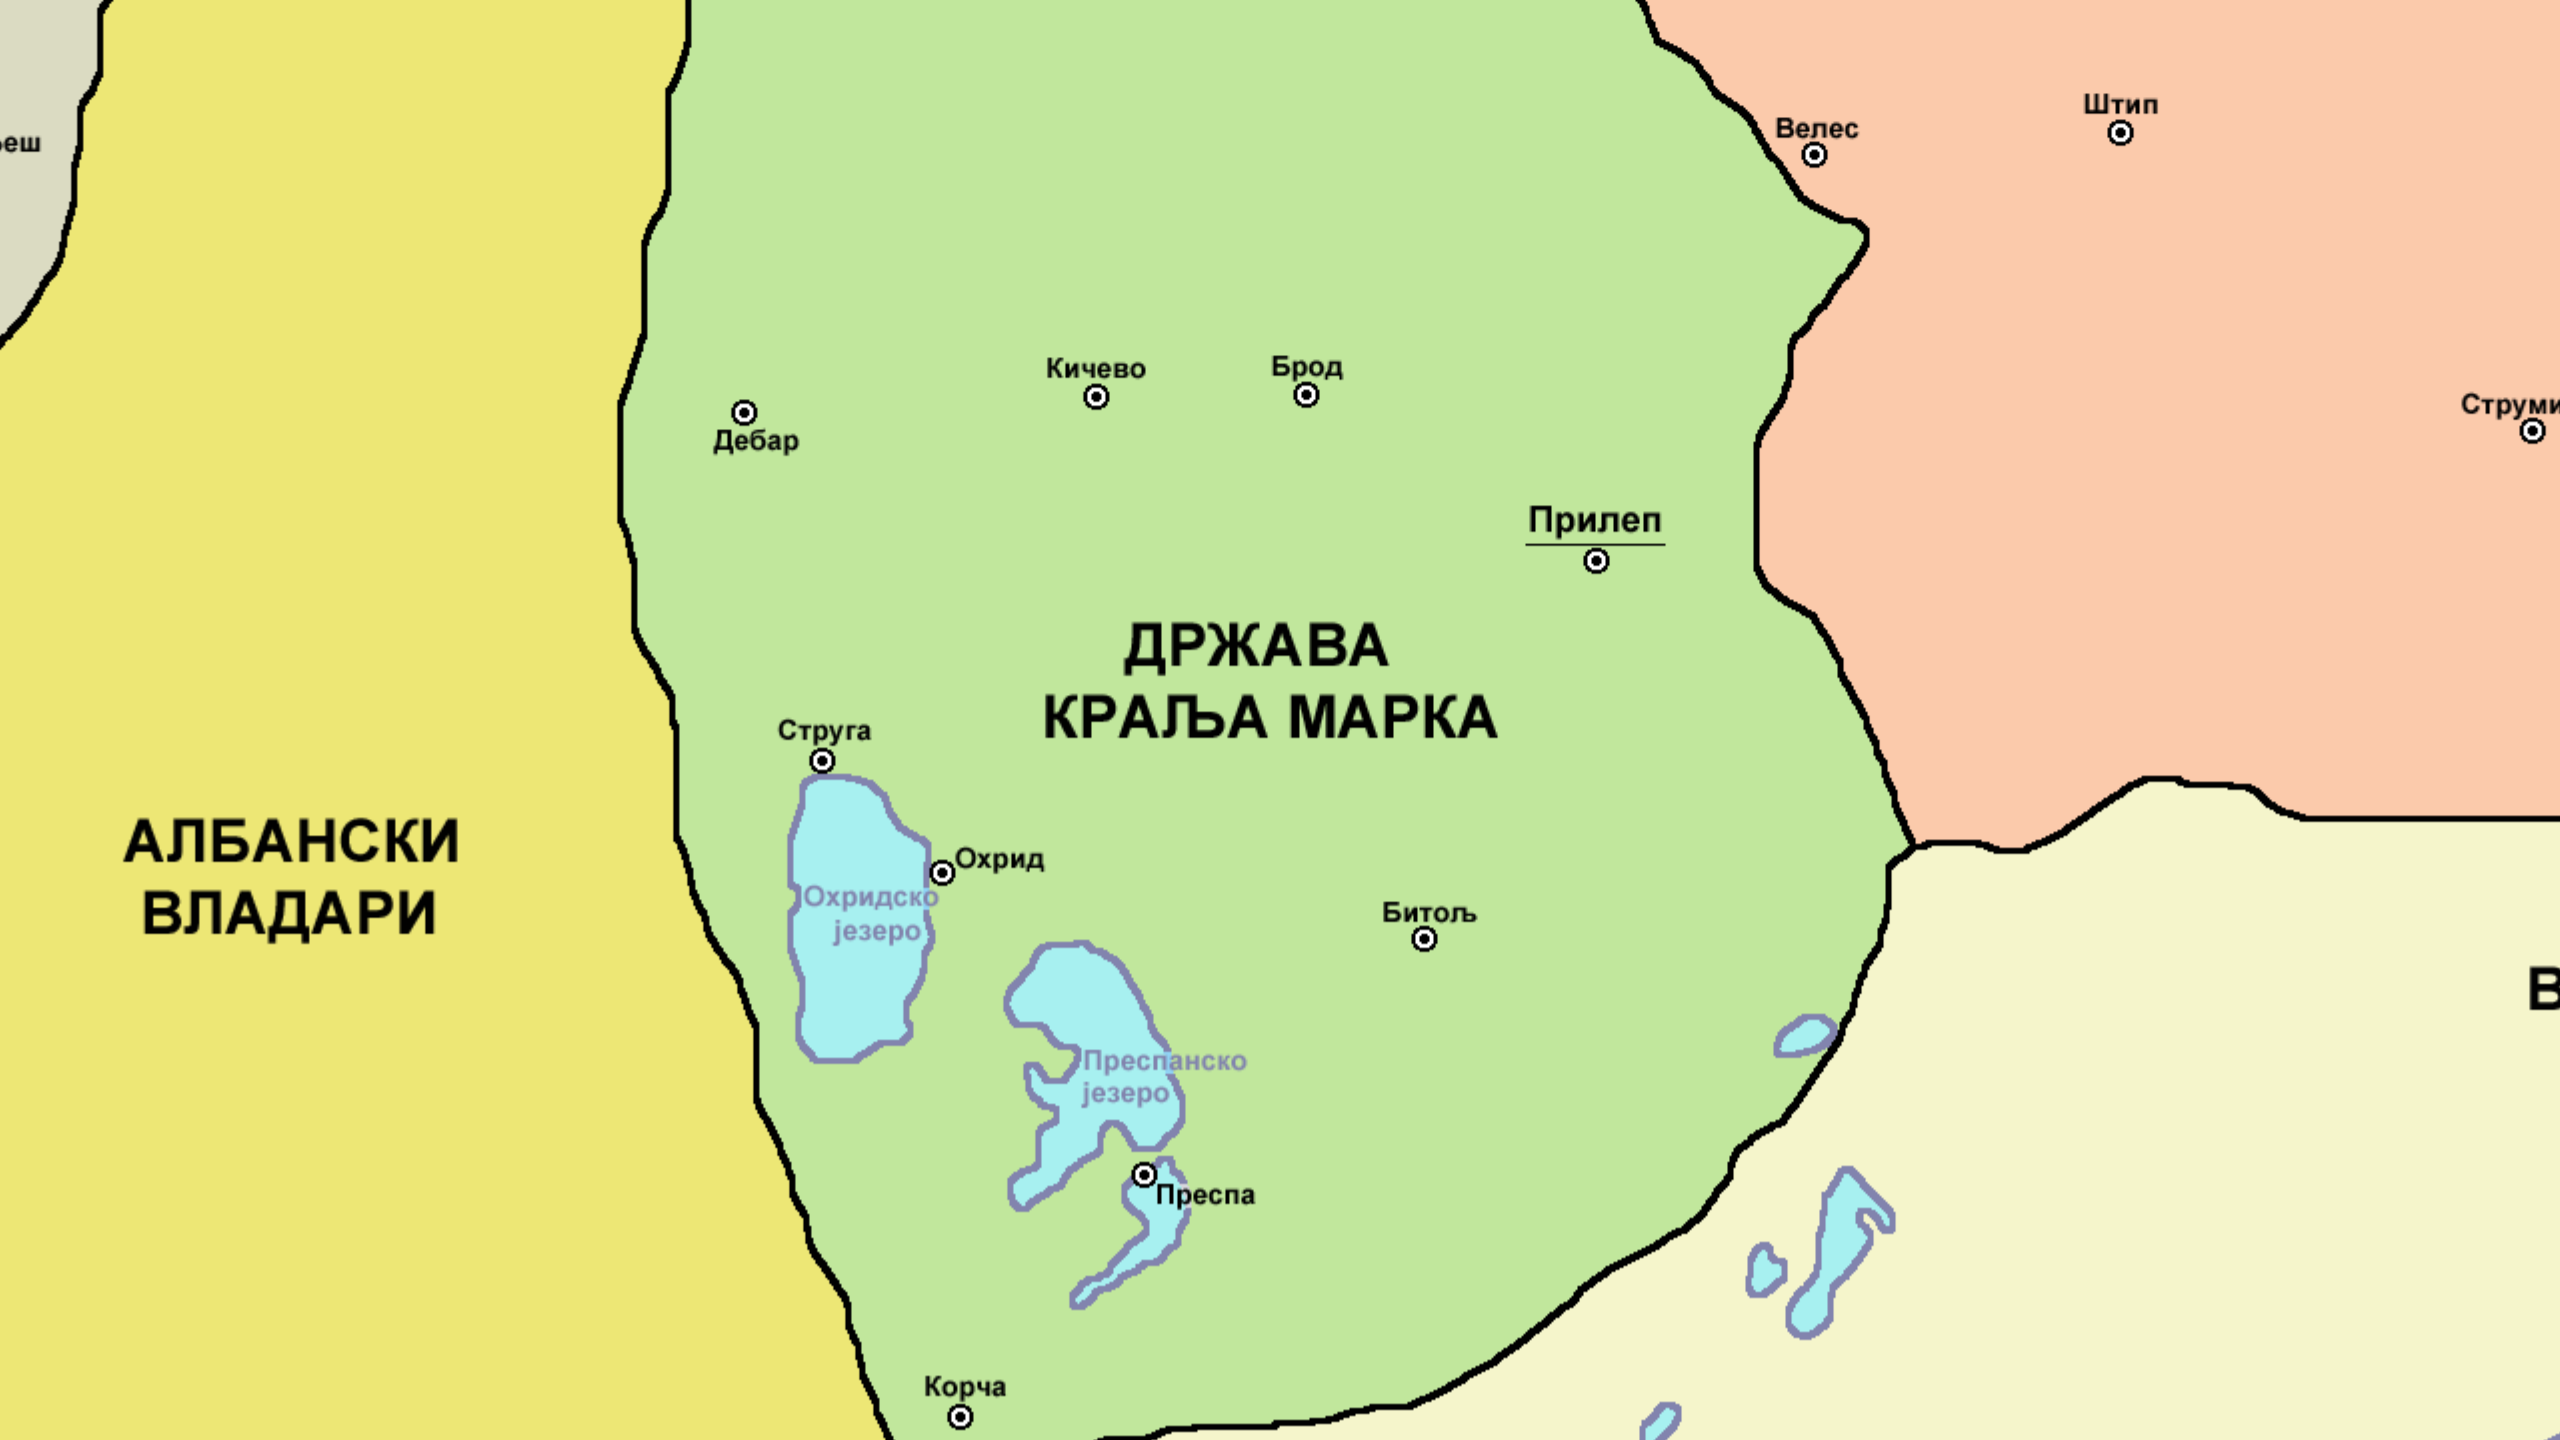 Штип
Велес
Кичево
Брод
Дебар
Прилеп
ДРЖАВА
КРАЉА МАРКА
Струга
АЛБАНСКИ
ВЛАДАРИ
Охрид
Охридско
језеро
Битољ
Преспанско
језеро
Преспа
Корча